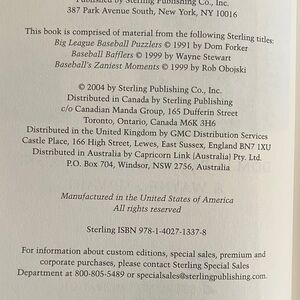 Published by Sterling Publishing Co., Inc.
387 Park Avenue South, New York, NY 10016
This book is comprised of material from the following Sterling titles:
Big League Baseball Puzzlers © 1991 by Dom Forker
Baseball Bafflers © 1999 by Wayne Stewart
Baseball's Zaniest Moments © 1999 by Rob Obojski
© 2004 by Sterling Publishing Co., Inc.
Distributed in Canada by Sterling Publishing
c/o Canadian Manda Group, 165 Dufferin Street
Toronto, Ontario, Canada M6K 3H6
Distributed in the United Kingdom by GMC Distribution Services
Castle Place, 166 High Street, Lewes, East Sussex, England BN7 1XU
Distributed in Australia by Capricorn Link (Australia) Pty. Ltd.
P.O. Box 704, Windsor, NSW 2756, Australia
Manufactured in the United States of America
All rights reserved
Sterling ISBN 978-1-4027-1337-8
For information about custom editions, special sales, premium and
corporate purchases, please contact Sterling Special Sales
Department at 800-805-5489 or specialsales@sterlingpublishing.com.